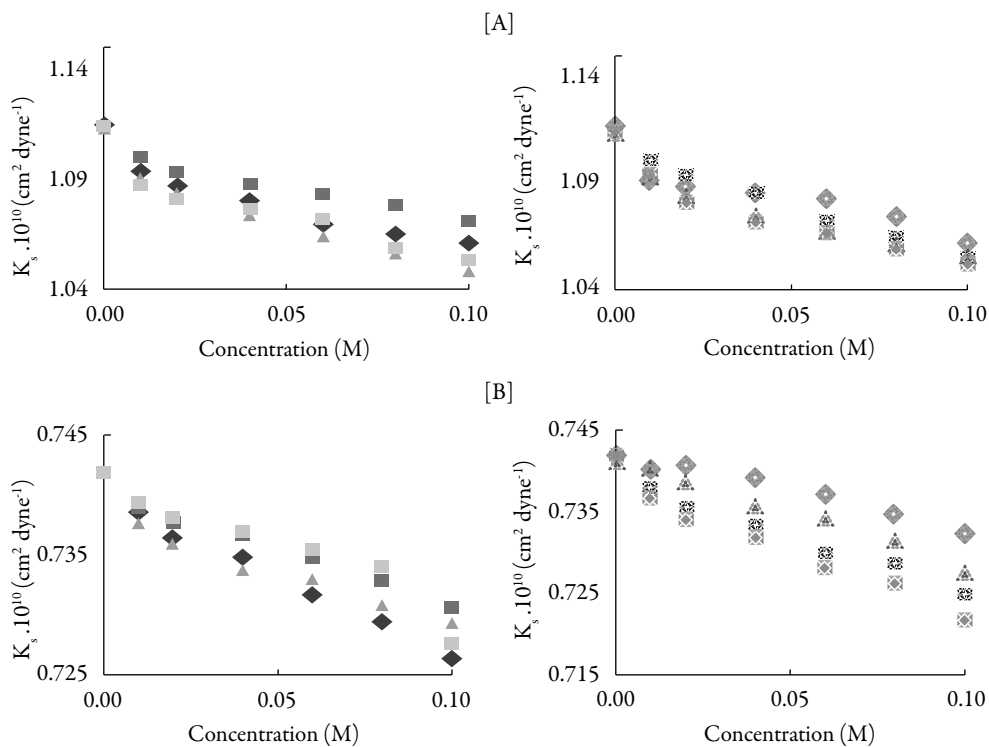 [A]
1.14
1.09
1.04
K_s .10^10 (cm^2 dyne^-1)
0.00 0.05 0.10
Concentration (M)
1.14
1.09
1.04
K_s .10^10 (cm^2 dyne^-1)
0.00 0.05 0.10
Concentration (M)
[B]
0.745
0.735
0.725
K_s .10^10 (cm^2 dyne^-1)
0.00 0.05 0.10
Concentration (M)
0.745
0.735
0.725
0.715
K_s .10^10 (cm^2 dyne^-1)
0.00 0.05 0.10
Concentration (M)